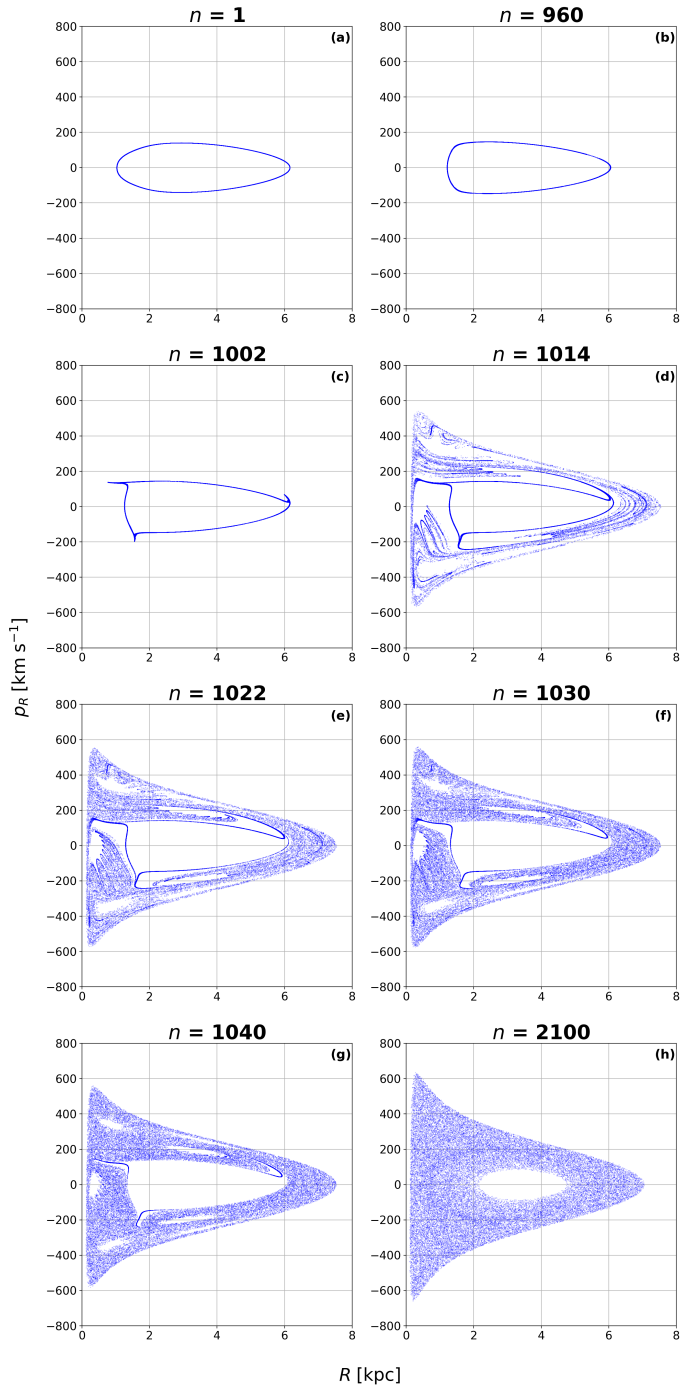 n = 1
(a)
800
600
400
200
0
−200
−400
−600
−800
0 2 4 6 8
n = 960
(b)
800
600
400
200
0
−200
−400
−600
−800
0 2 4 6 8
n = 1002
(c)
800
600
400
200
0
−200
−400
−600
−800
0 2 4 6 8
n = 1014
(d)
800
600
400
200
0
−200
−400
−600
−800
0 2 4 6 8
p_R [km s⁻¹]
n = 1022
(e)
800
600
400
200
0
−200
−400
−600
−800
0 2 4 6 8
n = 1030
(f)
800
600
400
200
0
−200
−400
−600
−800
0 2 4 6 8
n = 1040
(g)
800
600
400
200
0
−200
−400
−600
−800
0 2 4 6 8
n = 2100
(h)
800
600
400
200
0
−200
−400
−600
−800
0 2 4 6 8
R [kpc]